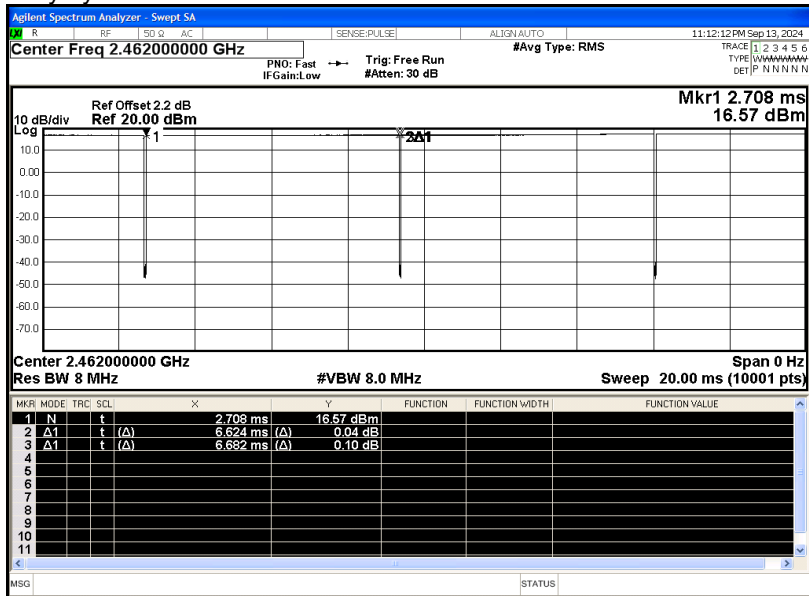 Agilent Spectrum Analyzer - Swept SA
LXI R RF 50 Ω AC SENSE:PULSE ALIGN AUTO 11:12:12 PM Sep 13, 2024
Center Freq 2.462000000 GHz #Avg Type: RMS TRACE 1 2 3 4 5 6
PNO: Fast Trig: Free Run TYPE WWWWWW
IFGain:Low #Atten: 30 dB DET P N N N N N
Ref Offset 2.2 dB Mkr1 2.708 ms
10 dB/div Ref 20.00 dBm 16.57 dBm
Log
1 2Δ1
10.0
0.00
-10.0
-20.0
-30.0
-40.0
-50.0
-60.0
-70.0
Center 2.462000000 GHz Span 0 Hz
Res BW 8 MHz #VBW 8.0 MHz Sweep 20.00 ms (10001 pts)
MKR MODE TRC SCL X Y FUNCTION FUNCTION WIDTH FUNCTION VALUE
1 N t 2.708 ms 16.57 dBm
2 Δ1 t (Δ) 6.624 ms (Δ) 0.04 dB
3 Δ1 t (Δ) 6.682 ms (Δ) 0.10 dB
4
5
6
7
8
9
10
11
MSG STATUS